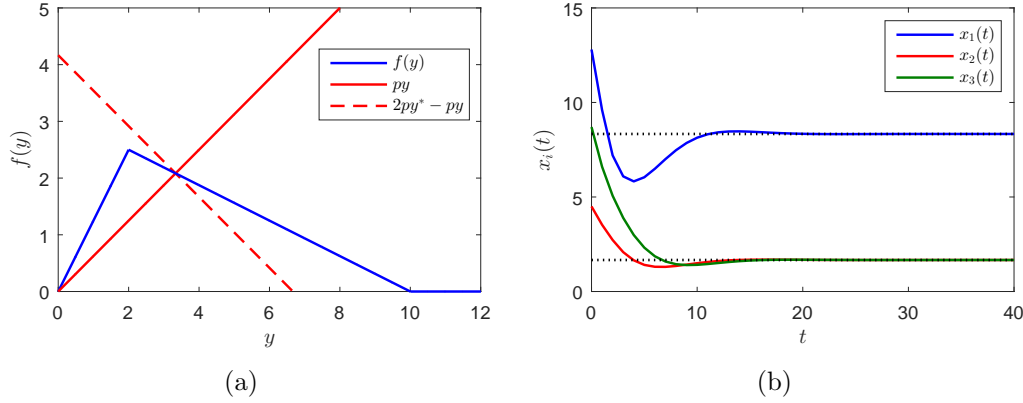 5
4
3
2
1
0
0 2 4 6 8 10 12
f(y)
y
f(y)
py
2py* − py
(a)
15
10
5
0
0 10 20 30 40
x_i(t)
t
x_1(t)
x_2(t)
x_3(t)
(b)